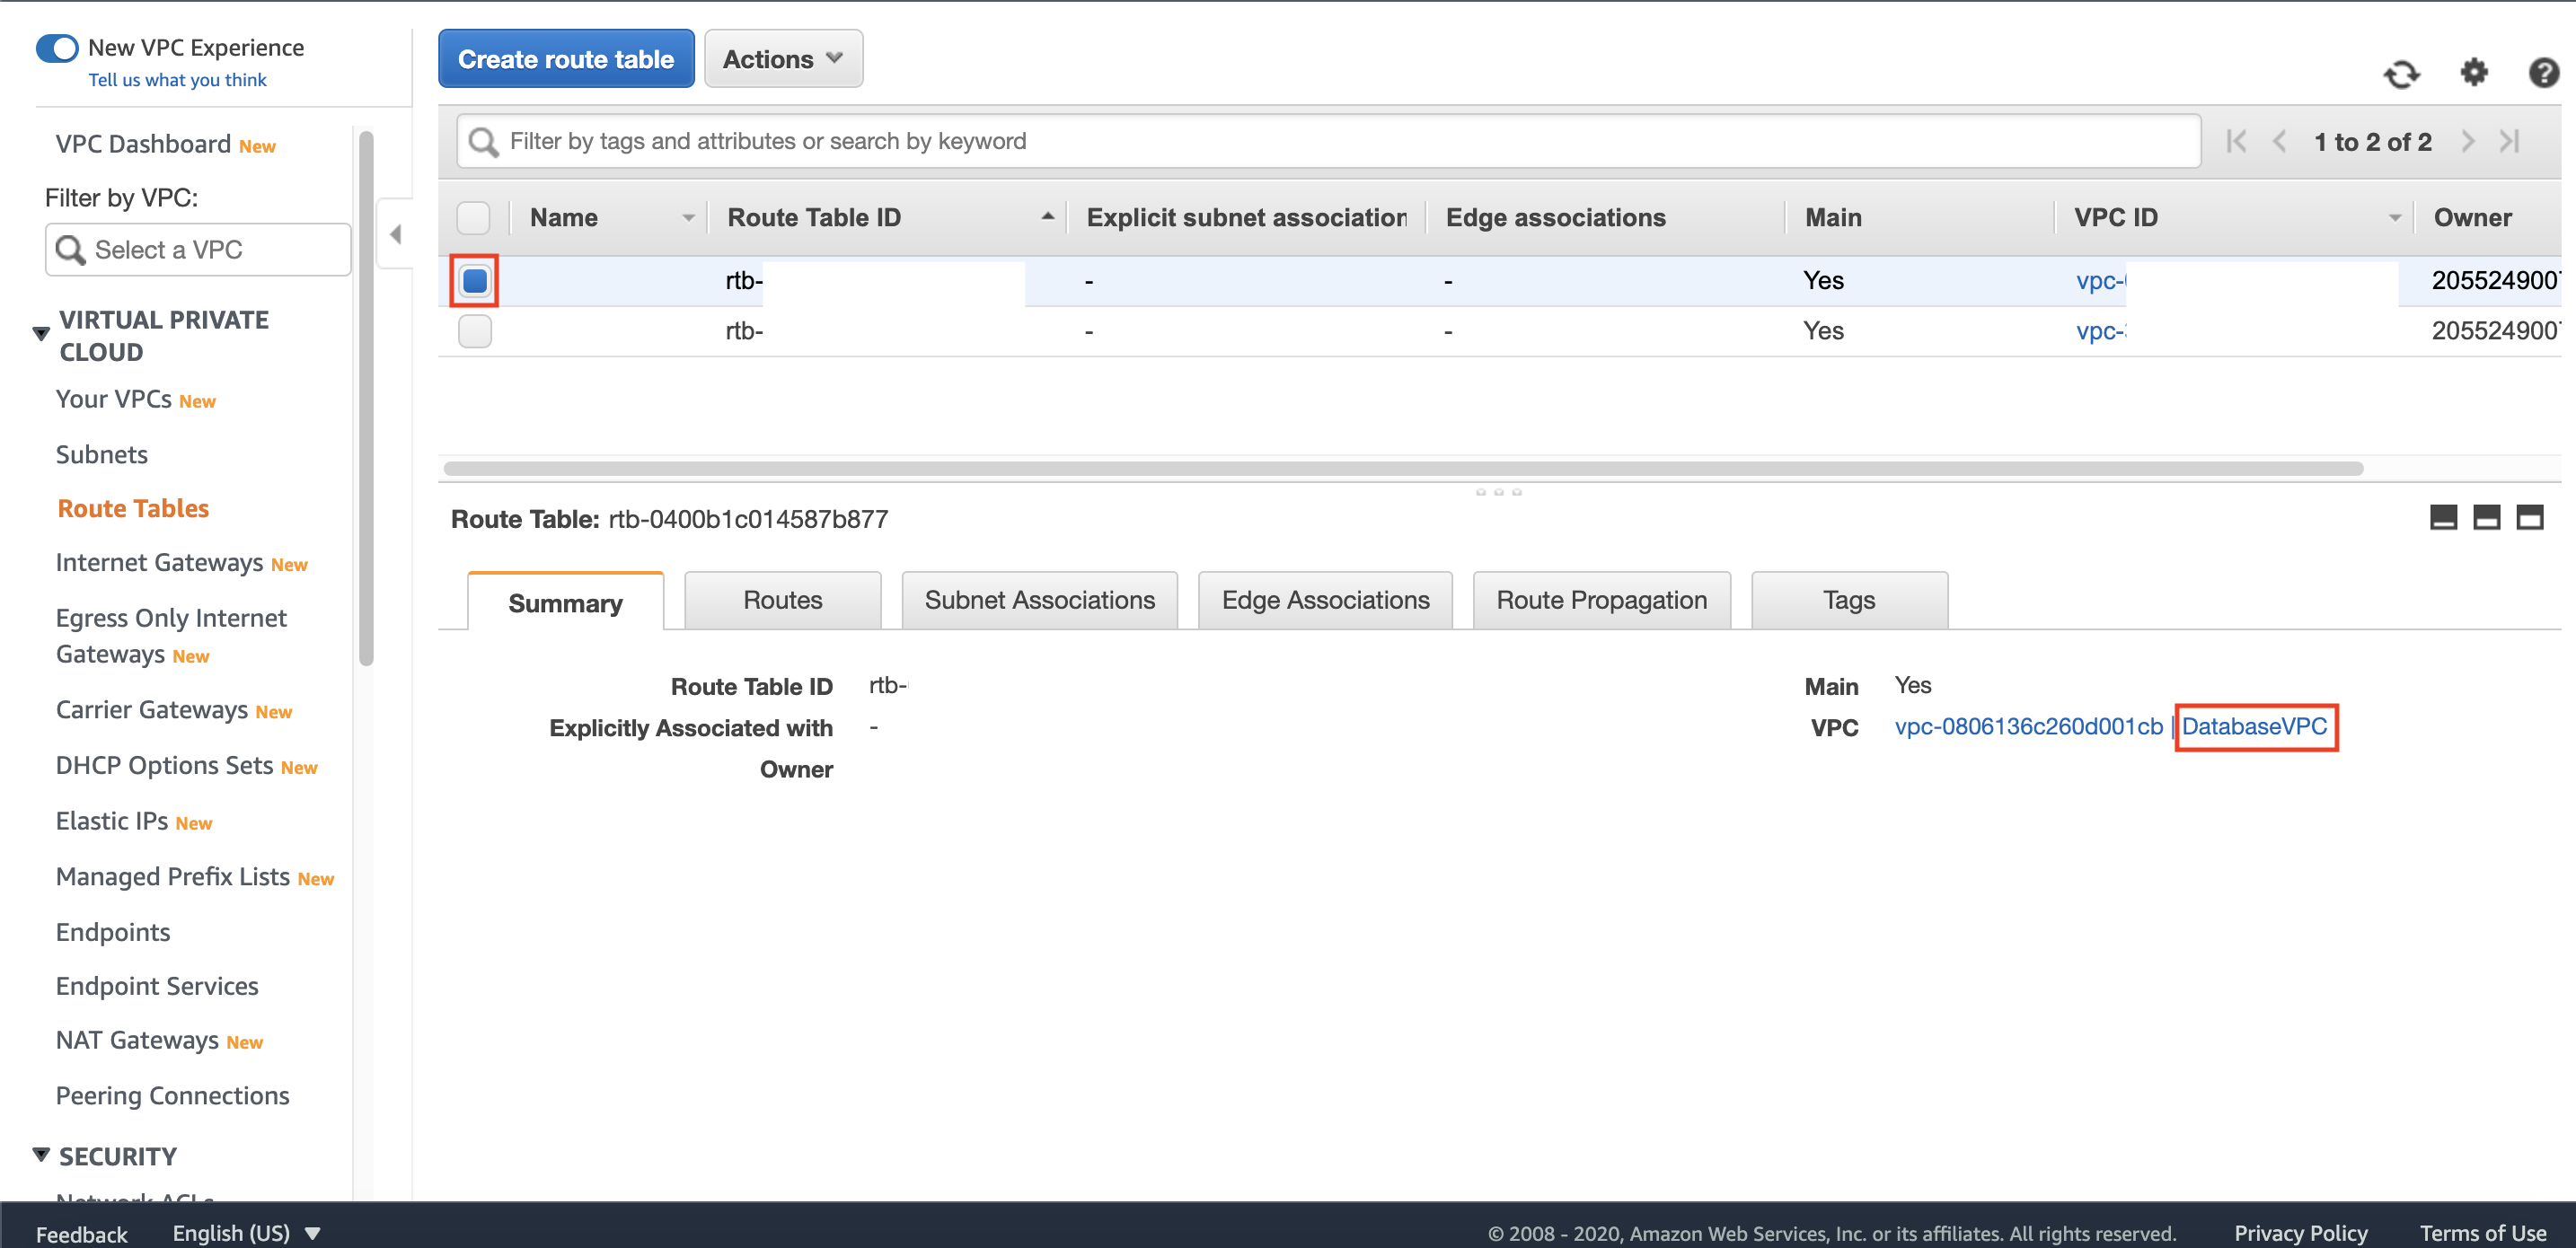 New VPC Experience
Tell us what you think
VPC Dashboard New
Filter by VPC:
Select a VPC
VIRTUAL PRIVATE
CLOUD
Your VPCs New
Subnets
Route Tables
Internet Gateways New
Egress Only Internet
Gateways New
Carrier Gateways New
DHCP Options Sets New
Elastic IPs New
Managed Prefix Lists New
Endpoints
Endpoint Services
NAT Gateways New
Peering Connections
SECURITY
Network ACLs
Create route table Actions
Filter by tags and attributes or search by keyword
1 to 2 of 2
Name Route Table ID Explicit subnet association Edge associations Main VPC ID Owner
rtb- - - Yes vpc- 205524900
rtb- - - Yes vpc- 205524900
Route Table: rtb-0400b1c014587b877
Summary Routes Subnet Associations Edge Associations Route Propagation Tags
Route Table ID rtb-
Explicitly Associated with -
Owner
Main Yes
VPC vpc-0806136c260d001cb | DatabaseVPC
Feedback English (US) © 2008 - 2020, Amazon Web Services, Inc. or its affiliates. All rights reserved. Privacy Policy Terms of Use